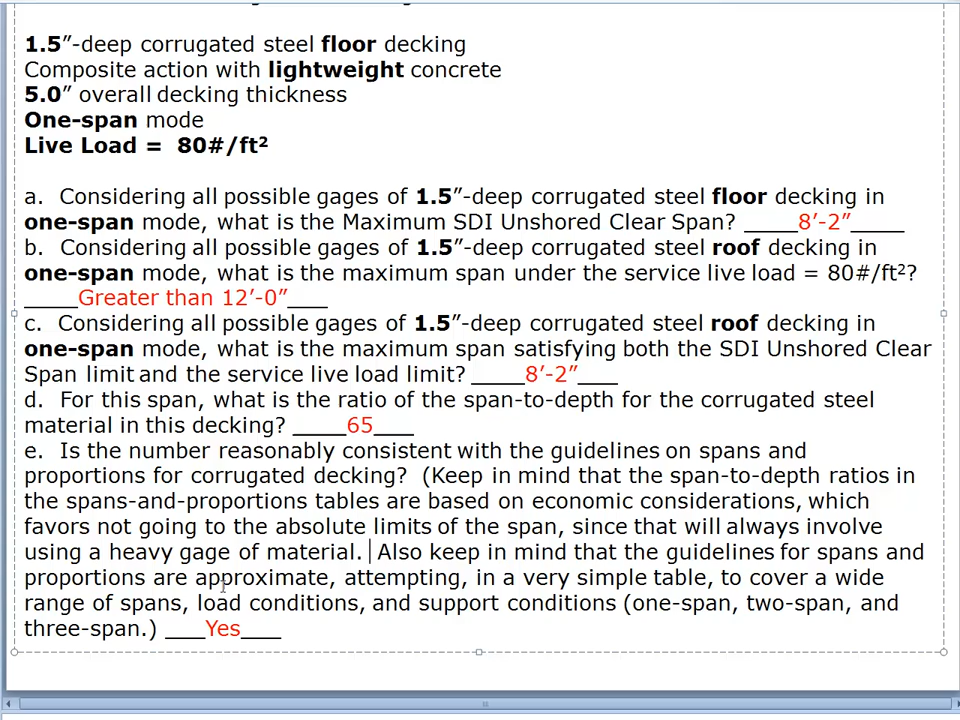 1.5”-deep corrugated steel floor decking
Composite action with lightweight concrete
5.0” overall decking thickness
One-span mode
Live Load = 80#/ft²
a. Considering all possible gages of 1.5”-deep corrugated steel floor decking in
one-span mode, what is the Maximum SDI Unshored Clear Span? ____8’-2”____
b. Considering all possible gages of 1.5”-deep corrugated steel roof decking in
one-span mode, what is the maximum span under the service live load = 80#/ft²?
____Greater than 12’-0”___
c. Considering all possible gages of 1.5”-deep corrugated steel roof decking in
one-span mode, what is the maximum span satisfying both the SDI Unshored Clear
Span limit and the service live load limit? ____8’-2”___
d. For this span, what is the ratio of the span-to-depth for the corrugated steel
material in this decking? ____65___
e. Is the number reasonably consistent with the guidelines on spans and
proportions for corrugated decking? (Keep in mind that the span-to-depth ratios in
the spans-and-proportions tables are based on economic considerations, which
favors not going to the absolute limits of the span, since that will always involve
using a heavy gage of material. Also keep in mind that the guidelines for spans and
proportions are approximate, attempting, in a very simple table, to cover a wide
range of spans, load conditions, and support conditions (one-span, two-span, and
three-span.) ___Yes___